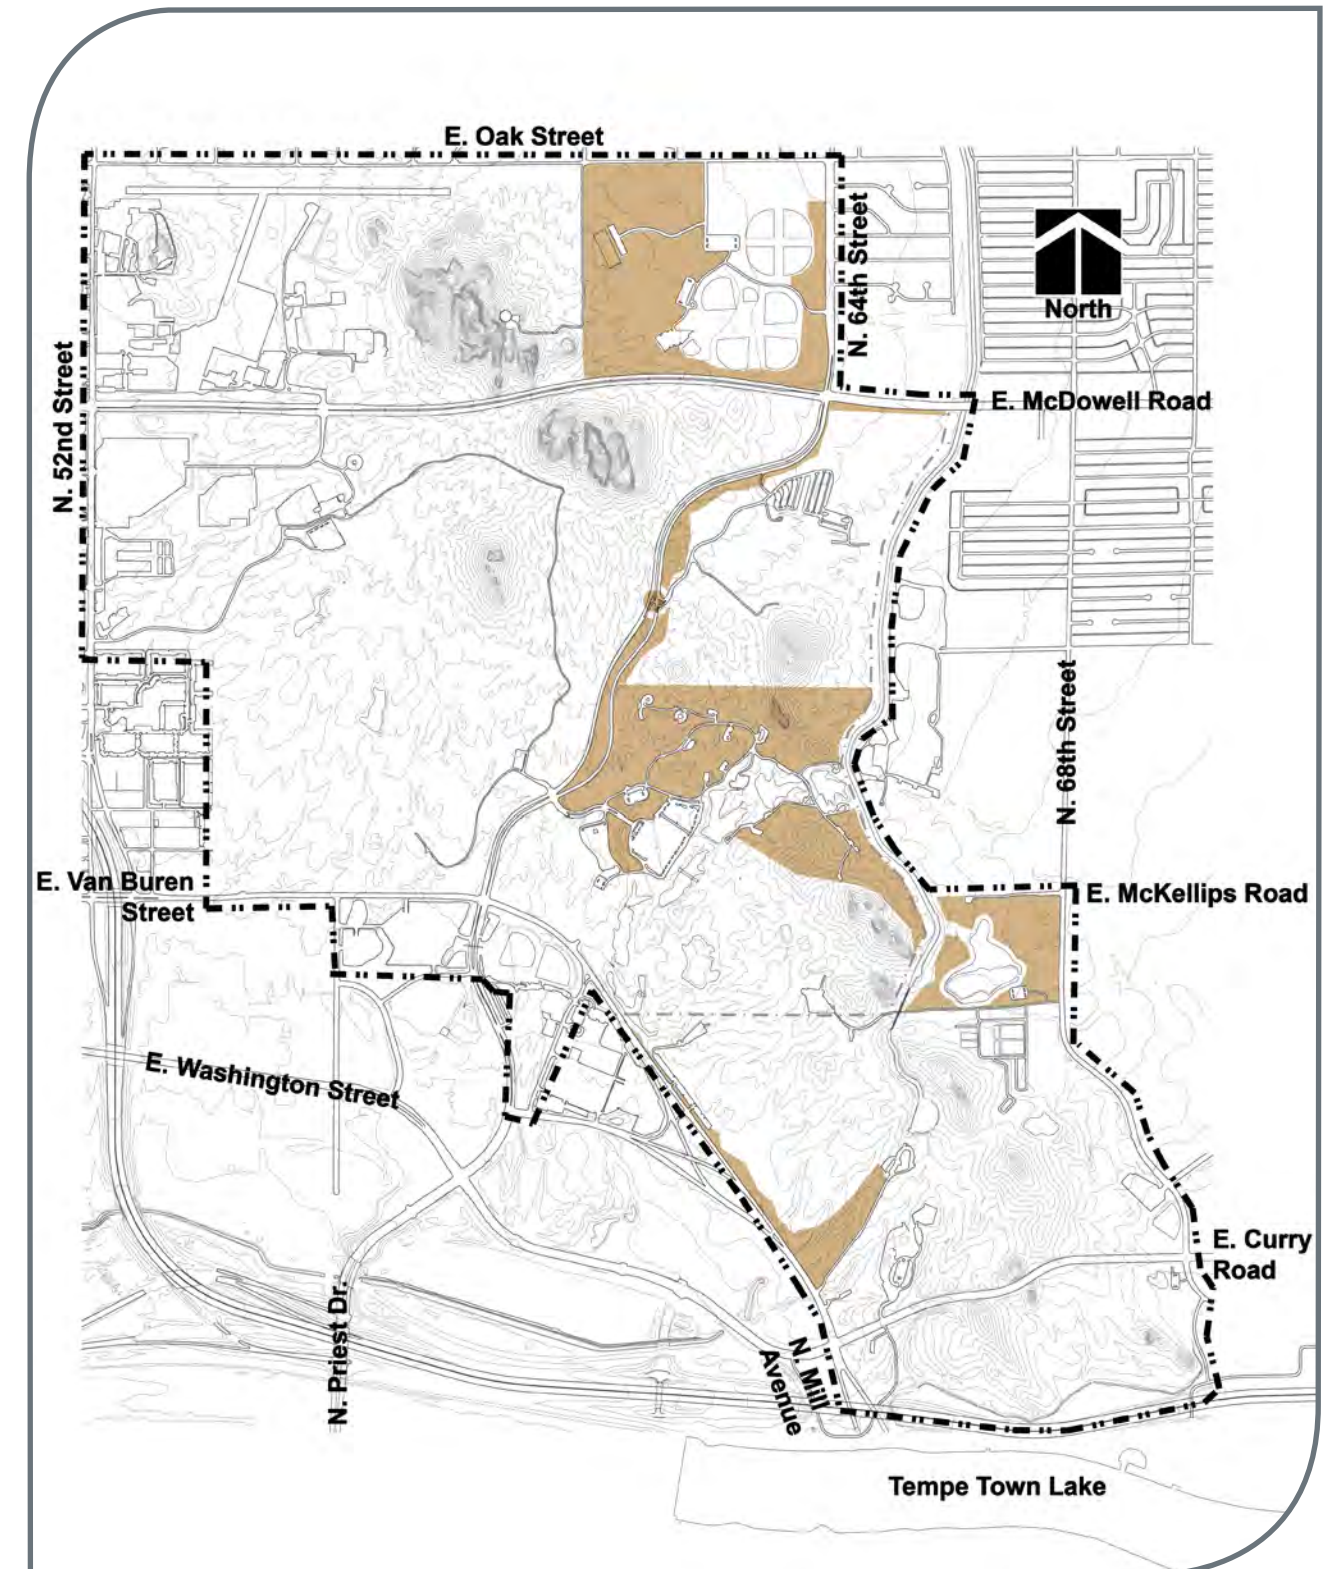 E. Oak Street
N. 64th Street
North
E. McDowell Road
N. 52nd Street
N. 68th Street
E. Van Buren
Street
E. McKellips Road
E. Washington Street
E. Curry
Road
N. Priest Dr.
N. Mill
Avenue
Tempe Town Lake